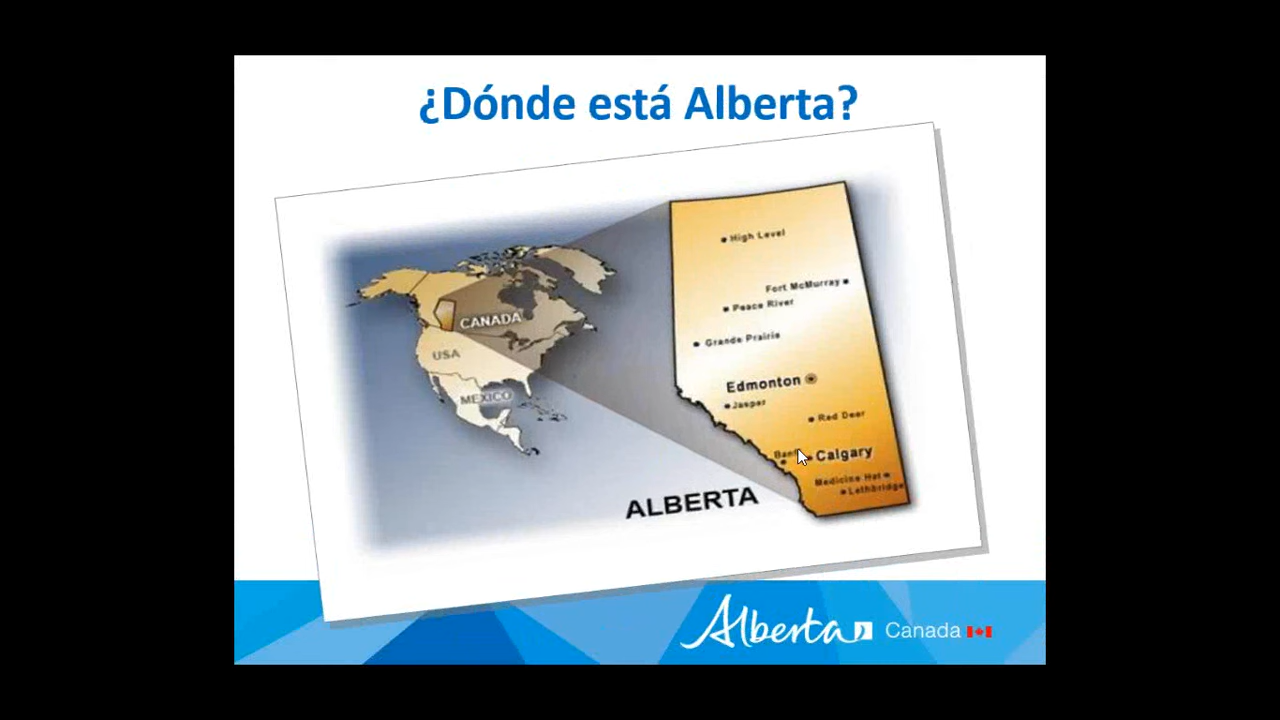 ¿Dónde está Alberta?
High Level
Fort McMurray
Peace River
Grande Prairie
CANADA
USA
Edmonton
MEXICO
Jasper
Red Deer
Calgary
Medicine Hat
Lethbridge
ALBERTA
Alberta Canada